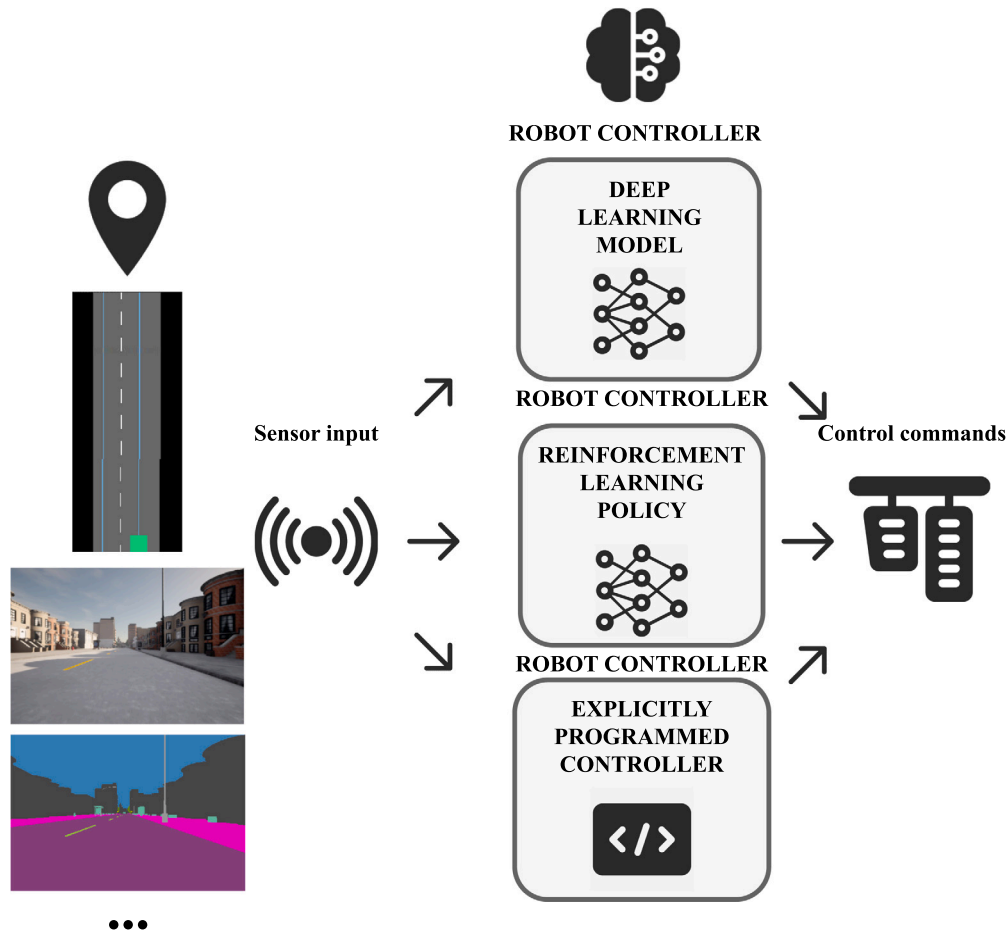 ROBOT CONTROLLER
DEEP
LEARNING
MODEL
ROBOT CONTROLLER
Sensor input
REINFORCEMENT
LEARNING
POLICY
Control commands
ROBOT CONTROLLER
EXPLICITLY
PROGRAMMED
CONTROLLER
</>
•••